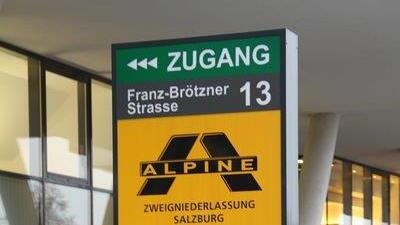 ZUGANG
Franz-Brötzner 13
Strasse
ALPINE
ZWEIGNIEDERLASSUNG
SALZBURG